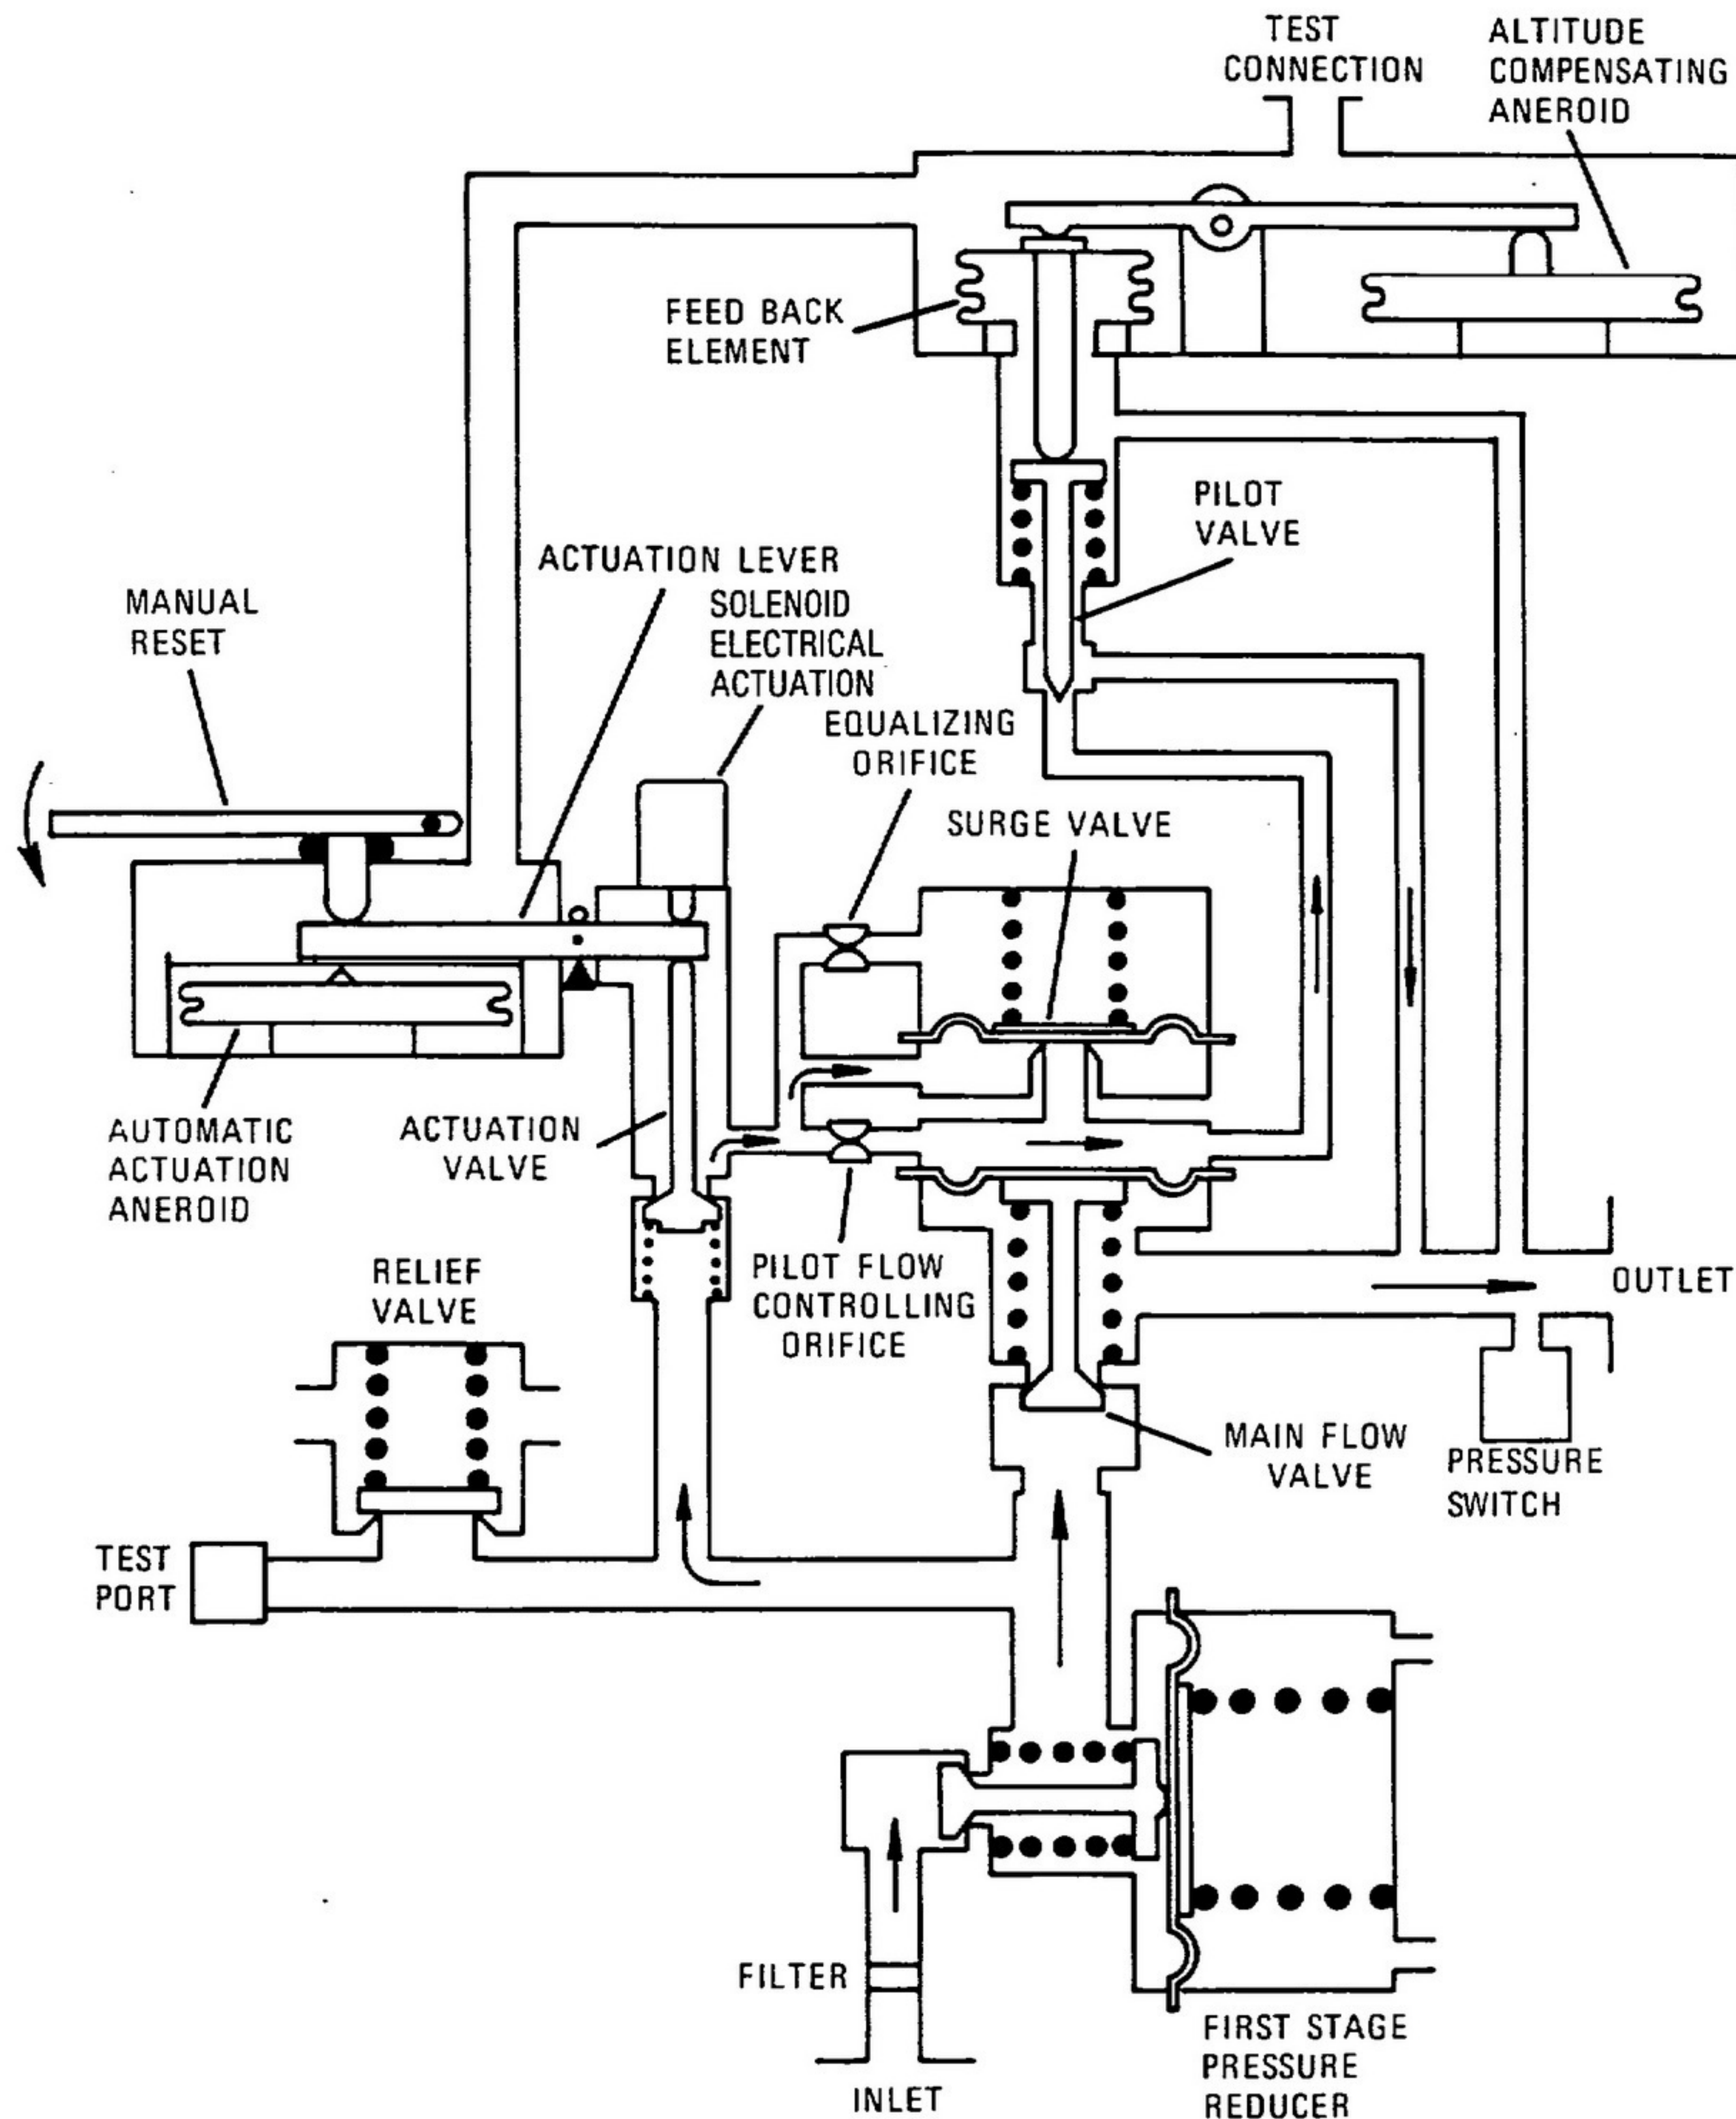 TEST
CONNECTION
ALTITUDE
COMPENSATING
ANEROID
FEED BACK
ELEMENT
PILOT
VALVE
ACTUATION LEVER
MANUAL
RESET
SOLENOID
ELECTRICAL
ACTUATION
EQUALIZING
ORIFICE
SURGE VALVE
AUTOMATIC
ACTUATION
ANEROID
ACTUATION
VALVE
RELIEF
VALVE
PILOT FLOW
CONTROLLING
ORIFICE
OUTLET
MAIN FLOW
VALVE
PRESSURE
SWITCH
TEST
PORT
FILTER
INLET
FIRST STAGE
PRESSURE
REDUCER